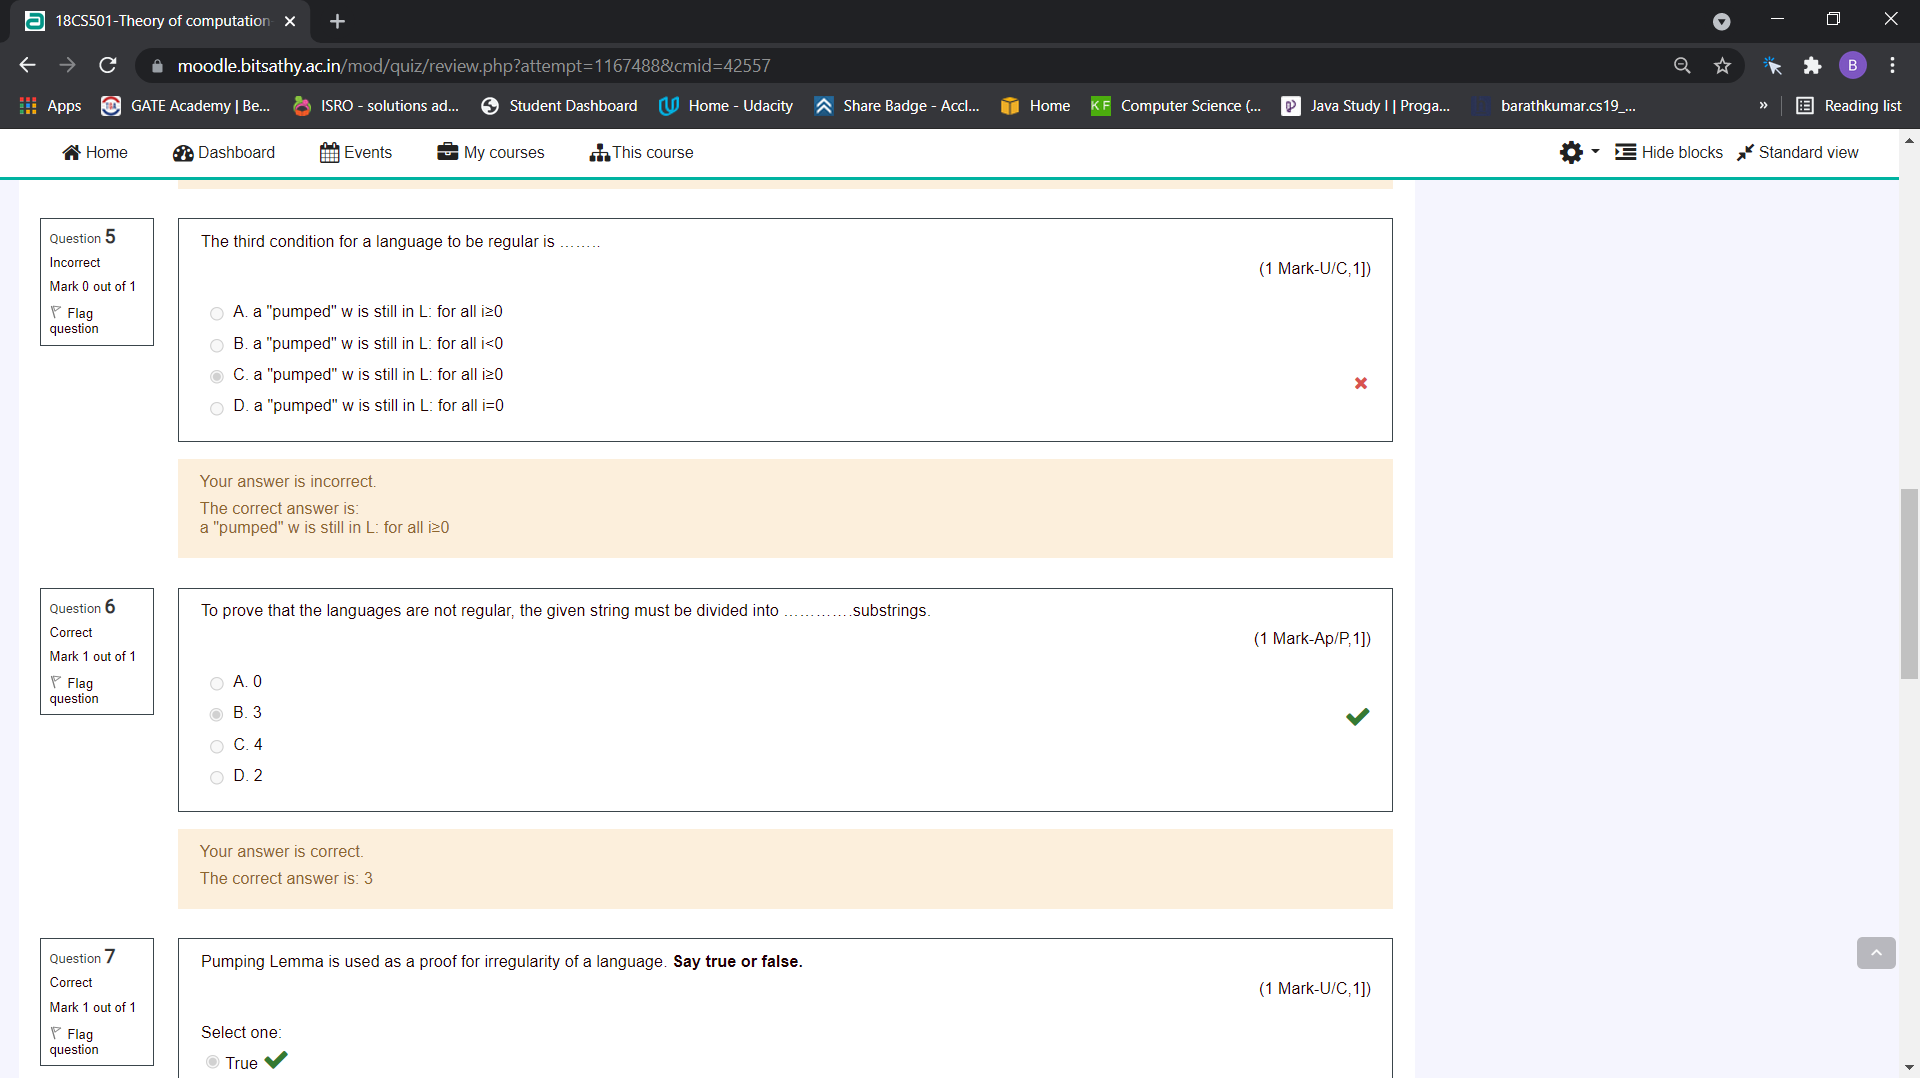 18CS501-Theory of computation
moodle.bitsathy.ac.in/mod/quiz/review.php?attempt=1167488&cmid=42557
B
Apps
GATE Academy | Be...
ISRO - solutions ad...
Student Dashboard
Home - Udacity
Share Badge - Accl...
Home
KF Computer Science (...
Java Study I | Proga...
barathkumar.cs19_...
»
Reading list
Home
Dashboard
Events
My courses
This course
Hide blocks
Standard view
Question 5
Incorrect
Mark 0 out of 1
Flag
question
The third condition for a language to be regular is ……..
(1 Mark-U/C,1])
A. a "pumped" w is still in L: for all i≥0
B. a "pumped" w is still in L: for all i<0
C. a "pumped" w is still in L: for all i≥0
D. a "pumped" w is still in L: for all i=0
Your answer is incorrect.
The correct answer is:
a "pumped" w is still in L: for all i≥0
Question 6
Correct
Mark 1 out of 1
Flag
question
To prove that the languages are not regular, the given string must be divided into ………….substrings.
(1 Mark-Ap/P,1])
A. 0
B. 3
C. 4
D. 2
Your answer is correct.
The correct answer is: 3
Question 7
Correct
Mark 1 out of 1
Flag
question
Pumping Lemma is used as a proof for irregularity of a language. Say true or false.
(1 Mark-U/C,1])
Select one:
True